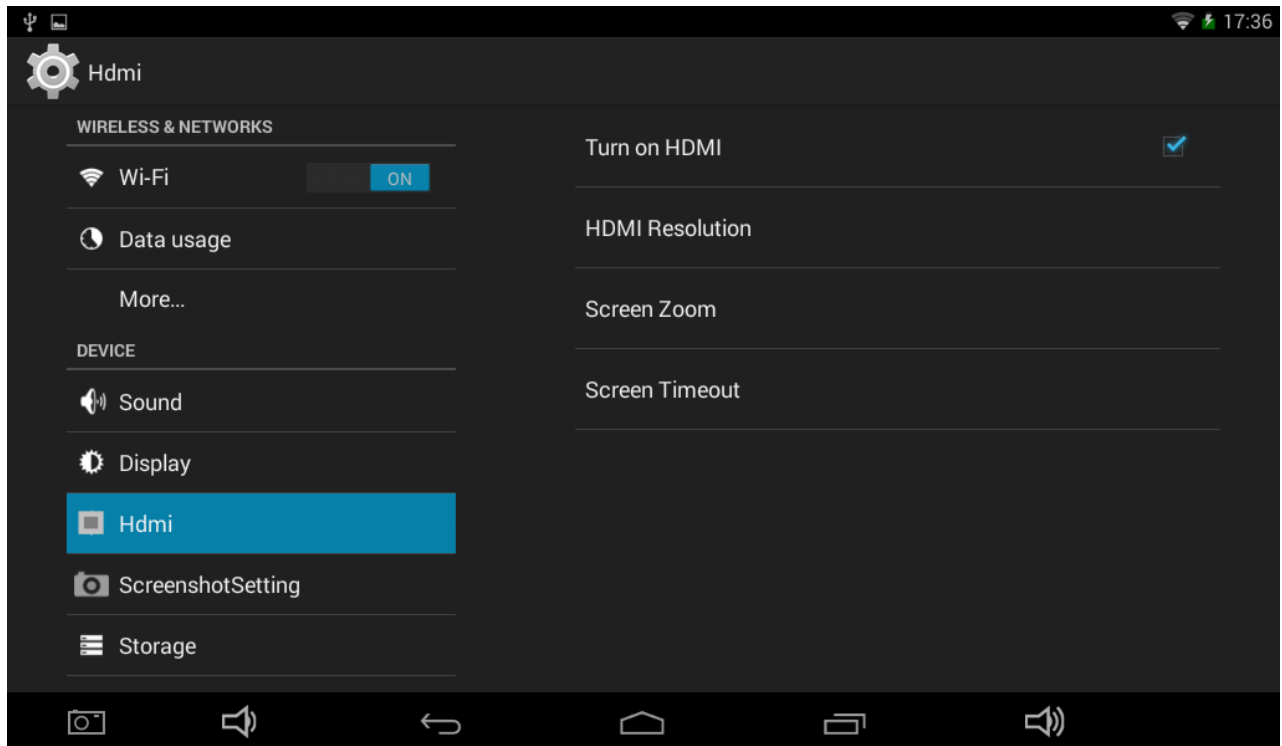 17:36
Hdmi
WIRELESS & NETWORKS
Wi-Fi
ON
Data usage
More...
DEVICE
Sound
Display
Hdmi
ScreenshotSetting
Storage
Turn on HDMI
HDMI Resolution
Screen Zoom
Screen Timeout